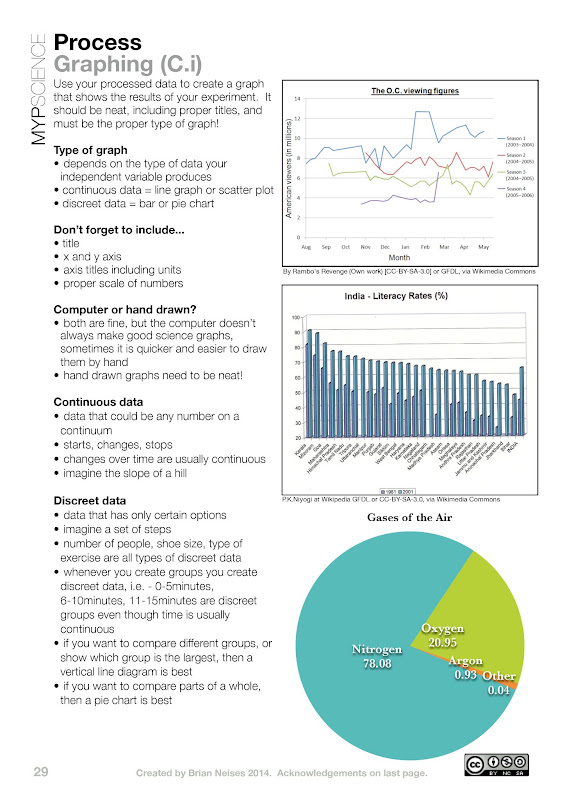 MYPSCIENCE
Process
Graphing (C.i)
Use your processed data to create a graph
that shows the results of your experiment. It
should be neat, including proper titles, and
must be the proper type of graph!
Type of graph
• depends on the type of data your
independent variable produces
• continuous data = line graph or scatter plot
• discreet data = bar or pie chart
Don't forget to include...
• title
• x and y axis
• axis titles including units
• proper scale of numbers
Computer or hand drawn?
• both are fine, but the computer doesn't
always make good science graphs,
sometimes it is quicker and easier to draw
them by hand
• hand drawn graphs need to be neat!
Continuous data
• data that could be any number on a
continuum
• starts, changes, stops
• changes over time are usually continuous
• imagine the slope of a hill
Discreet data
• data that has only certain options
• imagine a set of steps
• number of people, shoe size, type of
exercise are all types of discreet data
• whenever you create groups you create
discreet data, i.e. - 0-5minutes,
6-10minutes, 11-15minutes are discreet
groups even though time is usually
continuous
• if you want to compare different groups, or
show which group is the largest, then a
vertical line diagram is best
• if you want to compare parts of a whole,
then a pie chart is best
The O.C. viewing figures
American viewers (in millions)
14
12
10
8
6
4
2
0
Aug Sep Oct Nov Dec Jan Feb Mar Apr May
Month
Season 1
(2003-2004)
Season 2
(2004-2005)
Season 3
(2004-2005)
Season 4
(2005-2006)
By Rambo's Revenge (Own work) [CC-BY-SA-3.0] or GFDL, via Wikimedia Commons
India - Literacy Rates (%)
100
90
80
70
60
50
40
30
20
Kerala
Mizoram
Goa
Maharashtra
Himachal Pradesh
Tamil Nadu
Tripura
Uttaranchal
Manipur
Punjab
Gujarat
Sikkim
West Bengal
Haryana
Karnataka
Nagaland
Chhattisgarh
Madhya Pradesh
Assam
Orissa
Meghalaya
Andhra Pradesh
Rajasthan
Uttar Pradesh
Jammu and Kashmir
Arunachal Pradesh
Jharkhand
Bihar
INDIA
1991 2001
P.K.Niyogi at Wikipedia GFDL or CC-BY-SA-3.0, via Wikimedia Commons
Gases of the Air
Nitrogen
78.08
Oxygen
20.95
Argon
0.93
Other
0.04
29
Created by Brian Neises 2014. Acknowledgements on last page.
cc
BY NC SA